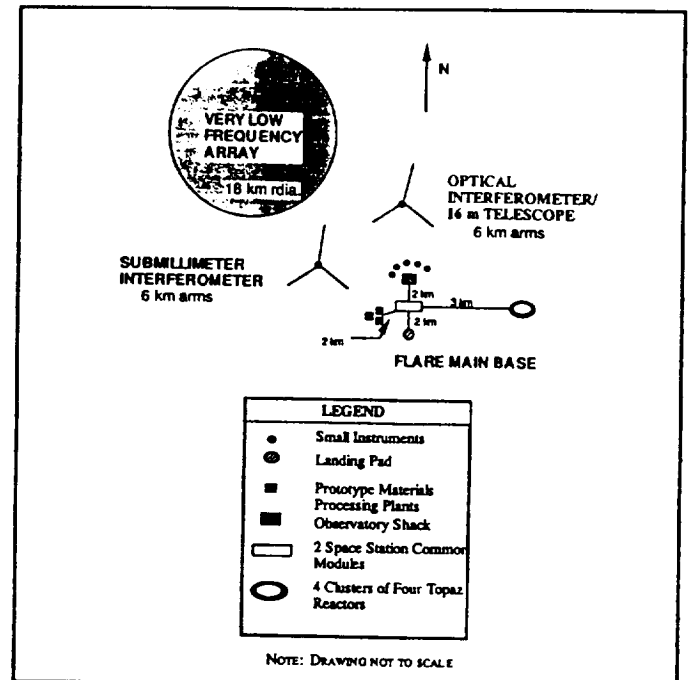 N
VERY LOW
FREQUENCY
ARRAY
18 km rdia.
OPTICAL
INTERFEROMETER/
16 m TELESCOPE
6 km arms
SUBMILLIMETER
INTERFEROMETER
6 km arms
2 km
3 km
2 km
2 km
FLARE MAIN BASE
LEGEND
Small Instruments
Landing Pad
Prototype Materials
Processing Plants
Observatory Shack
2 Space Station Common
Modules
4 Clusters of Four Topaz
Reactors
NOTE: DRAWING NOT TO SCALE